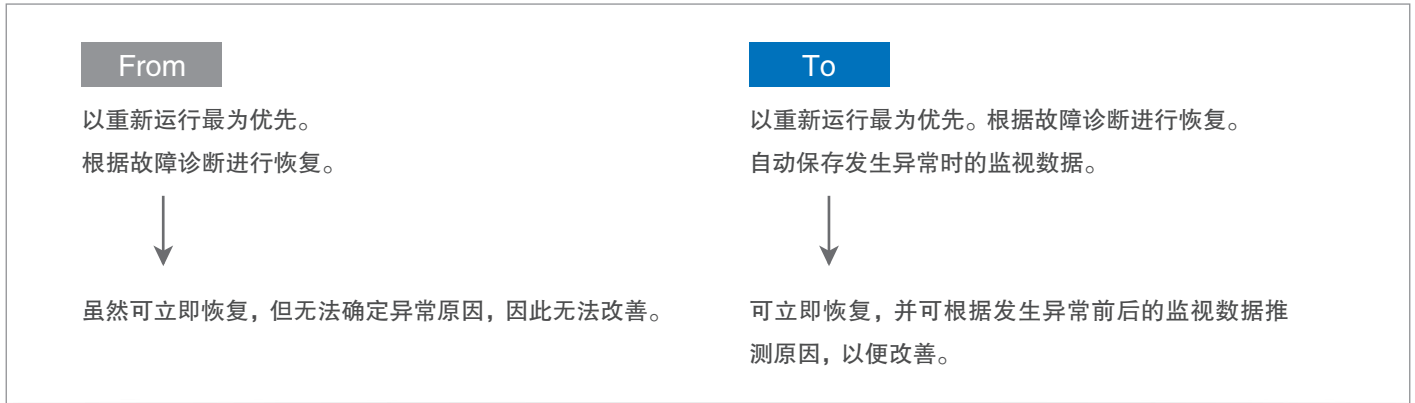 From
以重新运行最为优先。
根据故障诊断进行恢复。
虽然可立即恢复，但无法确定异常原因，因此无法改善。
To
以重新运行最为优先。根据故障诊断进行恢复。
自动保存发生异常时的监视数据。
可立即恢复，并可根据发生异常前后的监视数据推
测原因，以便改善。